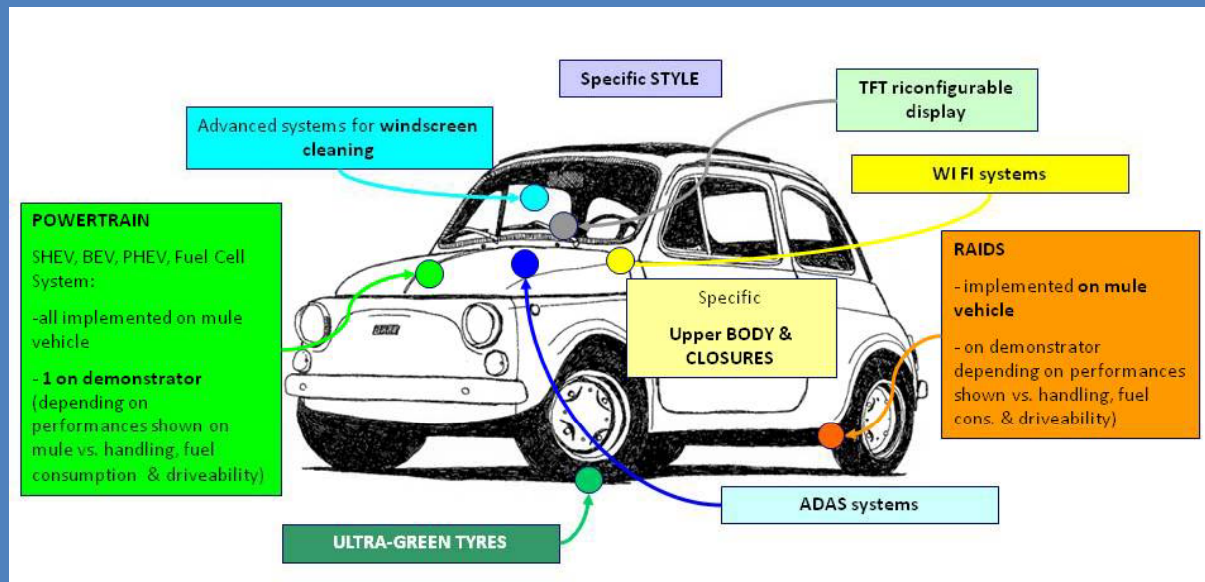 Specific STYLE
TFT riconfigurable
display
Advanced systems for windscreen
cleaning
WI FI systems
POWERTRAIN
SHEV, BEV, PHEV, Fuel Cell
System:
-all implemented on mule
vehicle
- 1 on demonstrator
(depending on
performances shown on
mule vs. handling, fuel
consumption & driveability)
RAIDS
- implemented on mule
vehicle
- on demonstrator
depending on performances
shown vs. handling, fuel
cons. & driveability)
Specific
Upper BODY &
CLOSURES
ADAS systems
ULTRA-GREEN TYRES